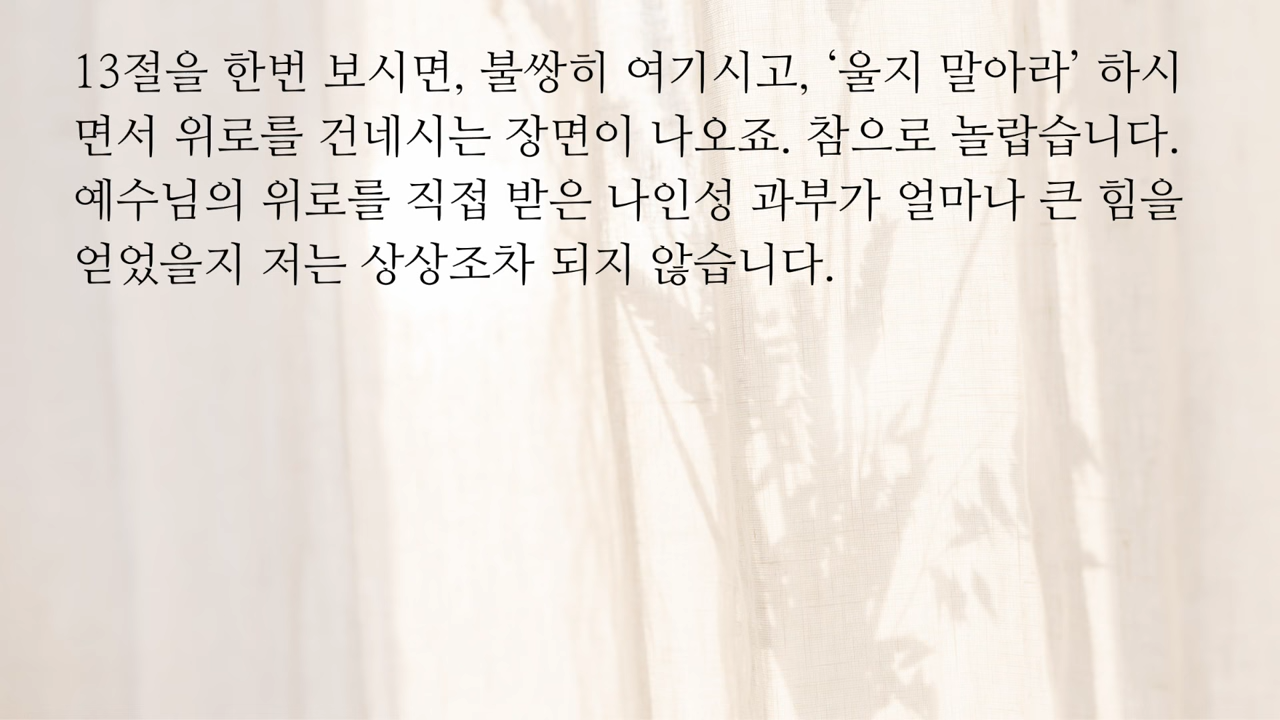 13절을 한번 보시면, 불쌍히 여기시고, ‘울지 말아라’ 하시
면서 위로를 건네시는 장면이 나오죠. 참으로 놀랍습니다.
예수님의 위로를 직접 받은 나인성 과부가 얼마나 큰 힘을
얻었을지 저는 상상조차 되지 않습니다.